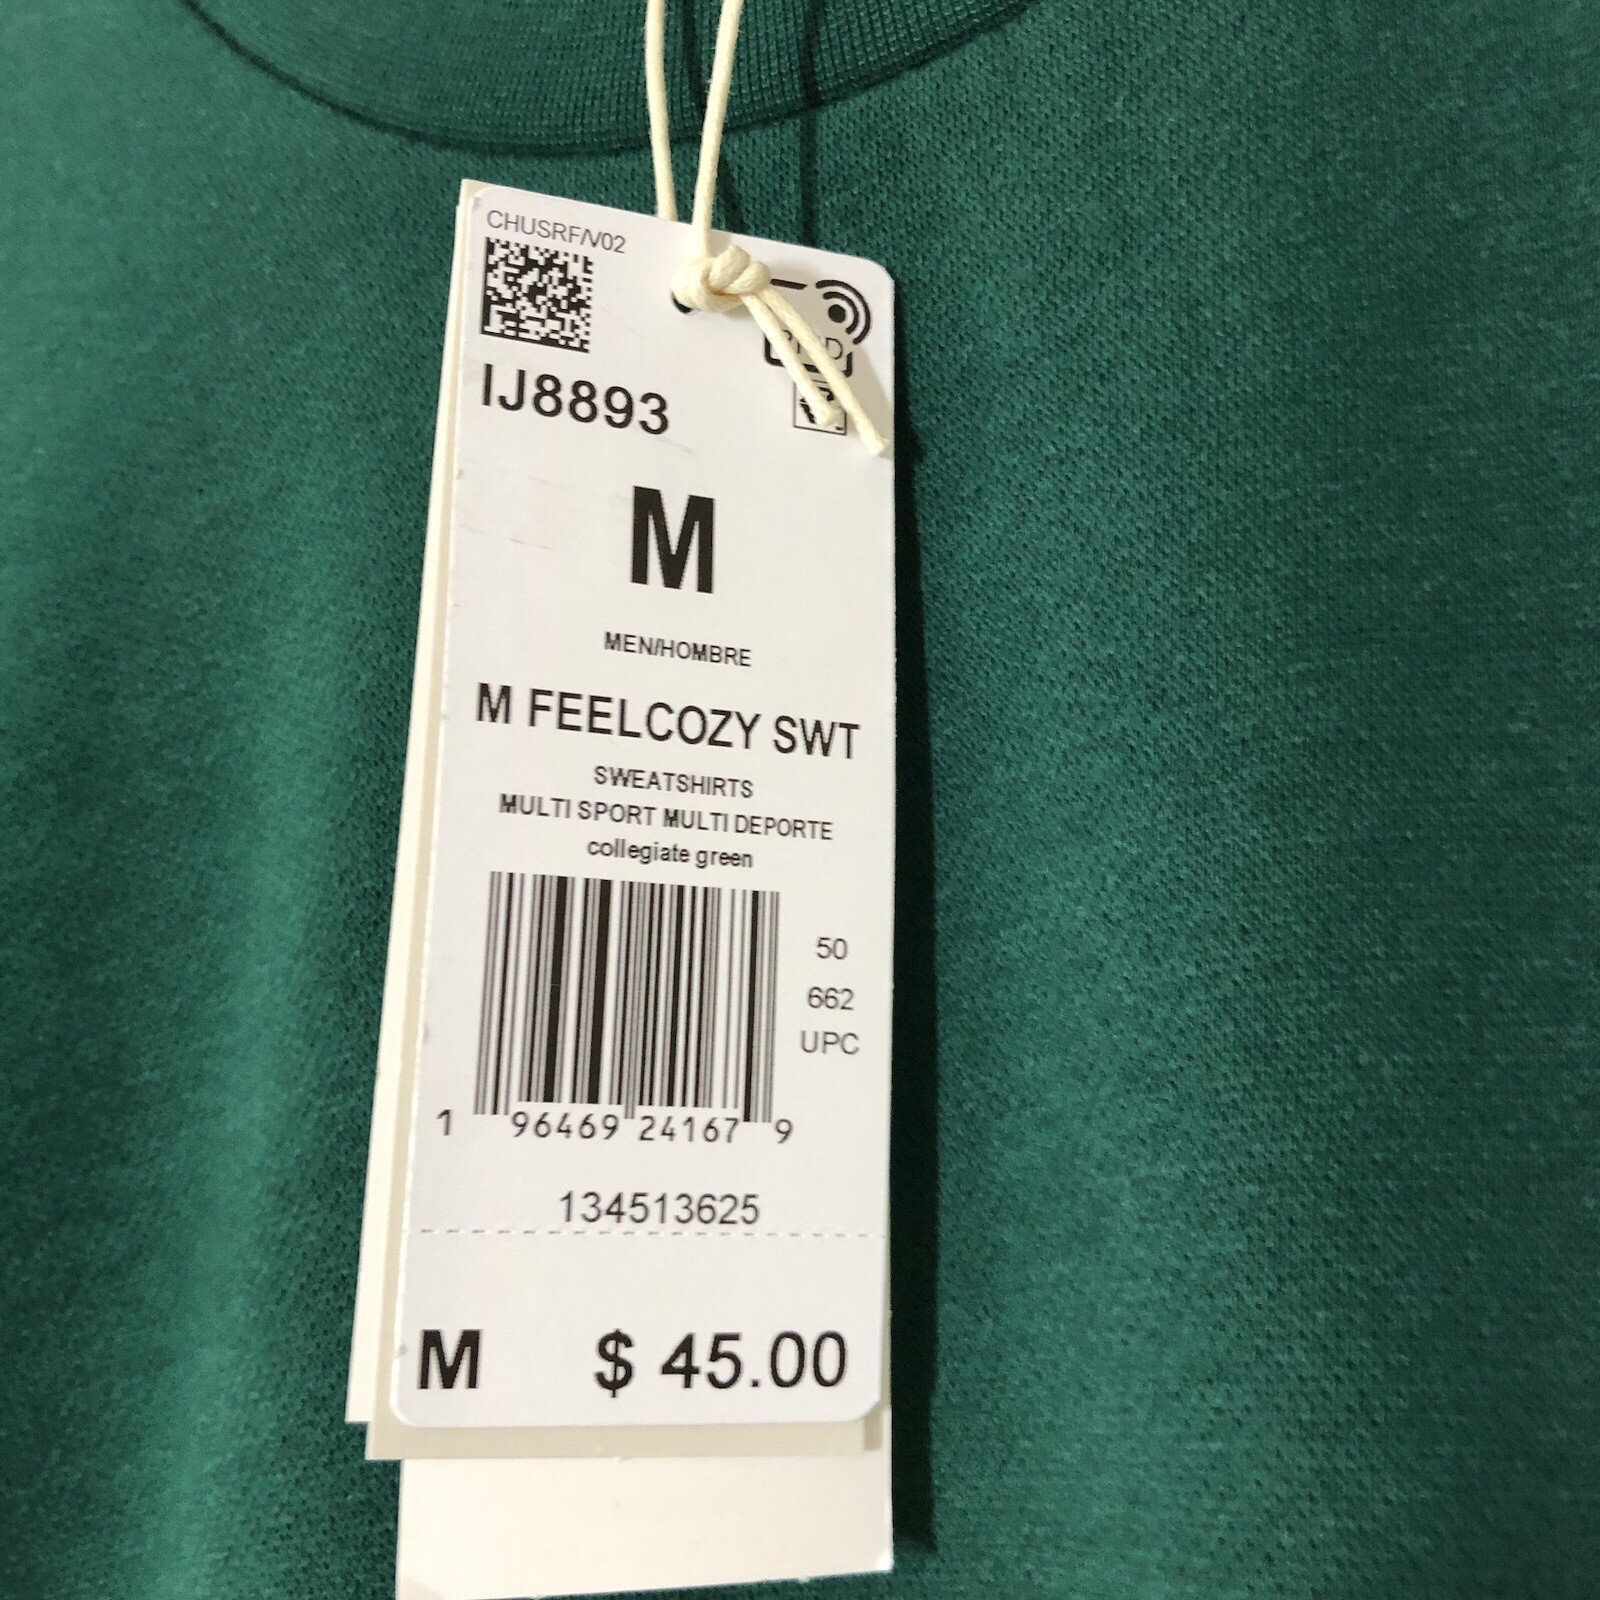 CHUSRF/V02
IJ8893
M
MEN/HOMBRE
M FEELCOZY SWT
SWEATSHIRTS
MULTI SPORT MULTI DEPORTE
collegiate green
50
662
UPC
1 96469 24167 9
134513625
M $ 45.00